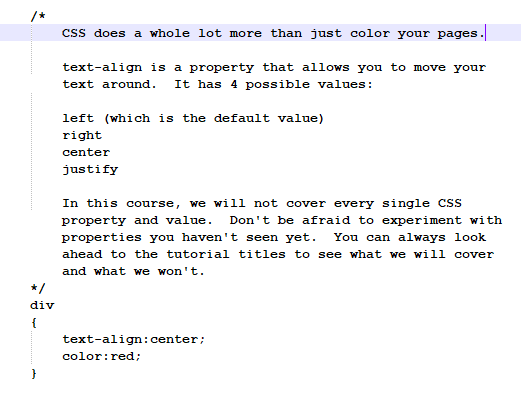 /*
CSS does a whole lot more than just color your pages.
text-align is a property that allows you to move your
text around.  It has 4 possible values:
left (which is the default value)
right
center
justify
In this course, we will not cover every single CSS
property and value.  Don't be afraid to experiment with
properties you haven't seen yet.  You can always look
ahead to the tutorial titles to see what we will cover
and what we won't.
*/
div
{
text-align:center;
color:red;
}